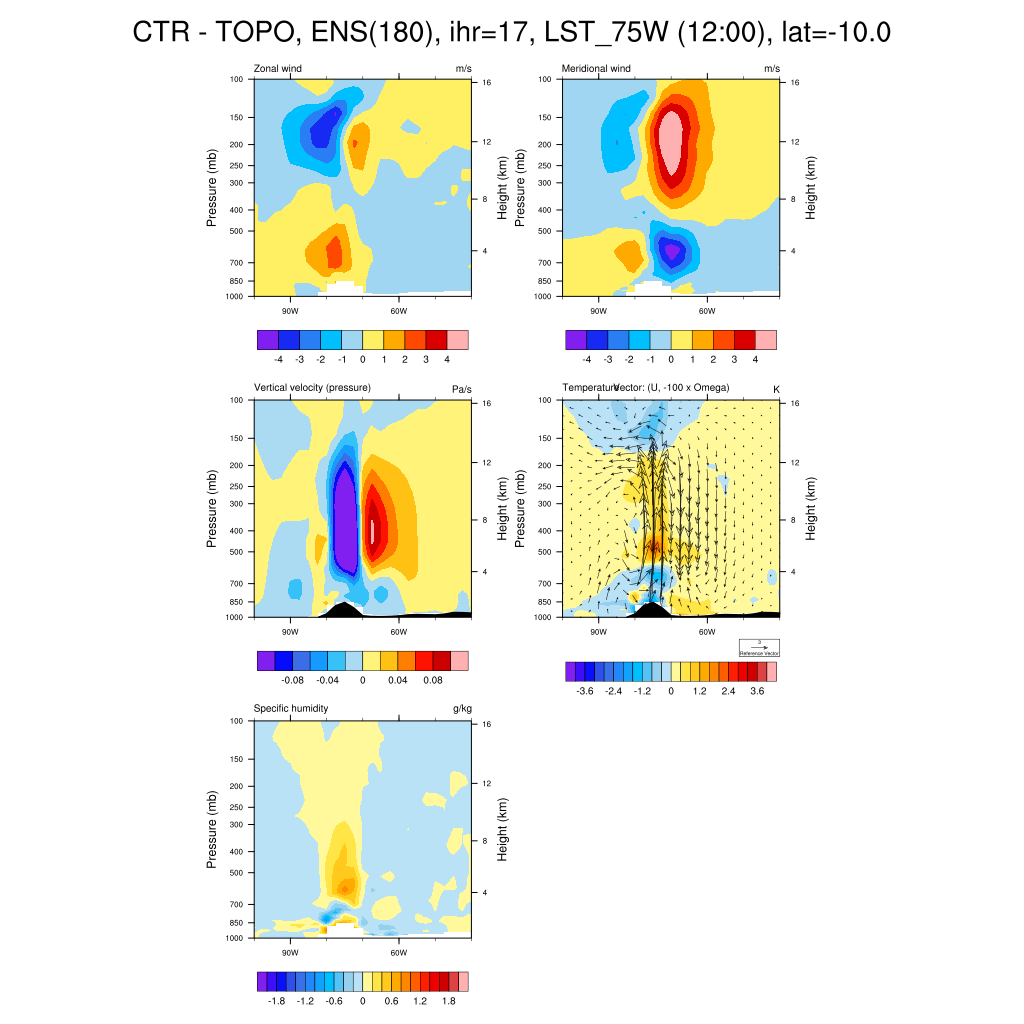 CTR - TOPO, ENS(180), ihr=17, LST_75W (12:00), lat=-10.0
Zonal wind m/s
Pressure (mb)
Height (km)
100
150
200
250
300
400
500
700
850
1000
16
12
8
4
90W 60W
-4 -3 -2 -1 0 1 2 3 4
Meridional wind m/s
Pressure (mb)
Height (km)
100
150
200
250
300
400
500
700
850
1000
16
12
8
4
90W 60W
-4 -3 -2 -1 0 1 2 3 4
Vertical velocity (pressure) Pa/s
Pressure (mb)
Height (km)
100
150
200
250
300
400
500
700
850
1000
16
12
8
4
90W 60W
-0.08 -0.04 0 0.04 0.08
Temperature Vector: (U, -100 x Omega) K
Pressure (mb)
Height (km)
100
150
200
250
300
400
500
700
850
1000
16
12
8
4
90W 60W
3
Reference Vector
-3.6 -2.4 -1.2 0 1.2 2.4 3.6
Specific humidity g/kg
Pressure (mb)
Height (km)
100
150
200
250
300
400
500
700
850
1000
16
12
8
4
90W 60W
-1.8 -1.2 -0.6 0 0.6 1.2 1.8